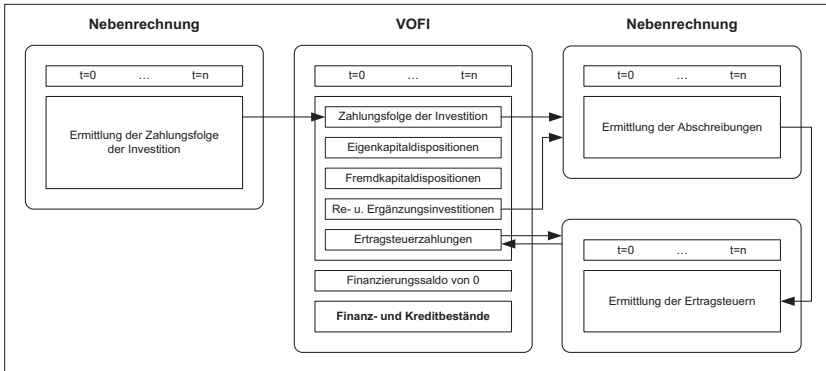 Nebenrechnung
t=0 … t=n
Ermittlung der Zahlungsfolge
der Investition
VOFI
t=0 … t=n
Zahlungsfolge der Investition
Eigenkapitaldispositionen
Fremdkapitaldispositionen
Re- u. Ergänzungsinvestitionen
Ertragsteuerzahlungen
Finanzierungssaldo von 0
Finanz- und Kreditbestände
Nebenrechnung
t=0 … t=n
Ermittlung der Abschreibungen
t=0 … t=n
Ermittlung der Ertragsteuern